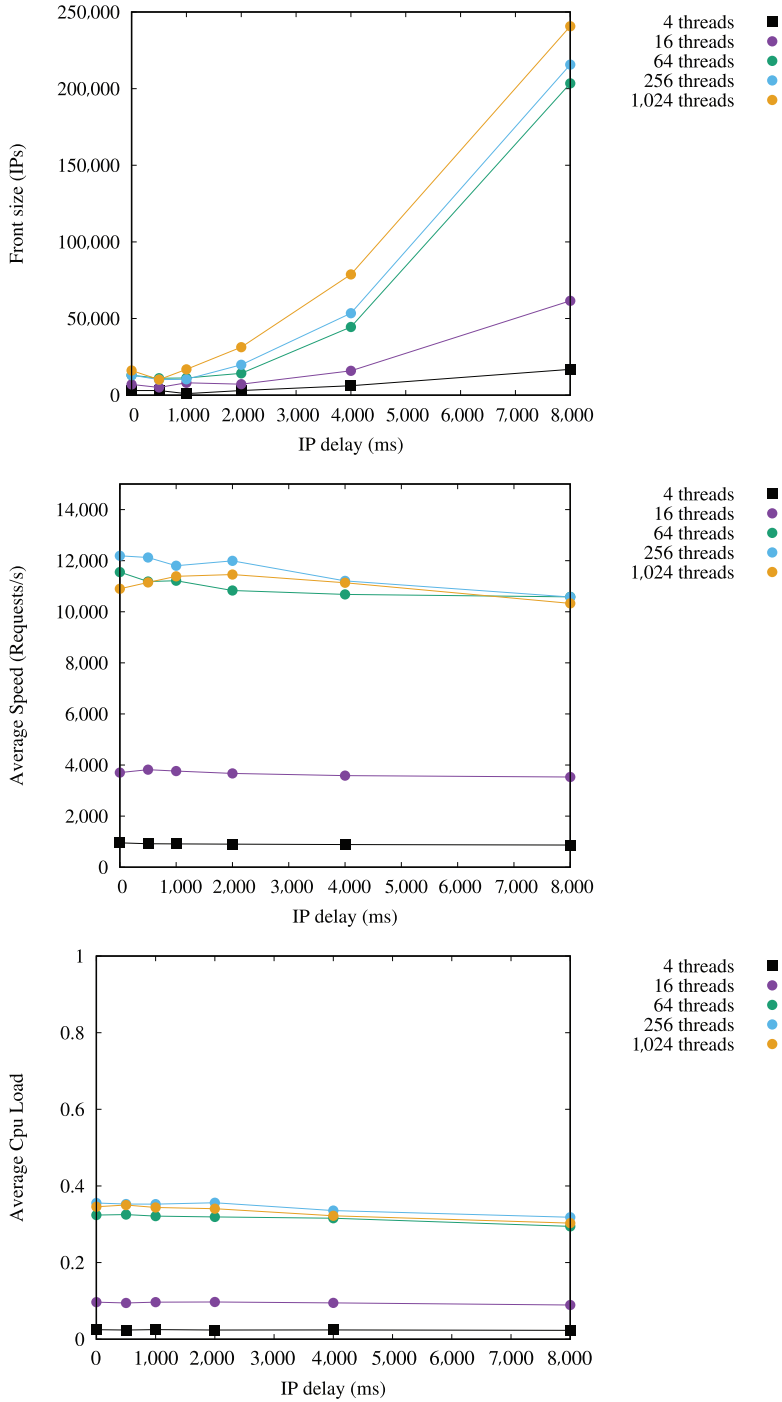 250,000
200,000
150,000
100,000
50,000
0
Front size (IPs)
0 1,000 2,000 3,000 4,000 5,000 6,000 7,000 8,000
IP delay (ms)
4 threads
16 threads
64 threads
256 threads
1,024 threads
14,000
12,000
10,000
8,000
6,000
4,000
2,000
0
Average Speed (Requests/s)
0 1,000 2,000 3,000 4,000 5,000 6,000 7,000 8,000
IP delay (ms)
4 threads
16 threads
64 threads
256 threads
1,024 threads
1
0.8
0.6
0.4
0.2
0
Average Cpu Load
0 1,000 2,000 3,000 4,000 5,000 6,000 7,000 8,000
IP delay (ms)
4 threads
16 threads
64 threads
256 threads
1,024 threads